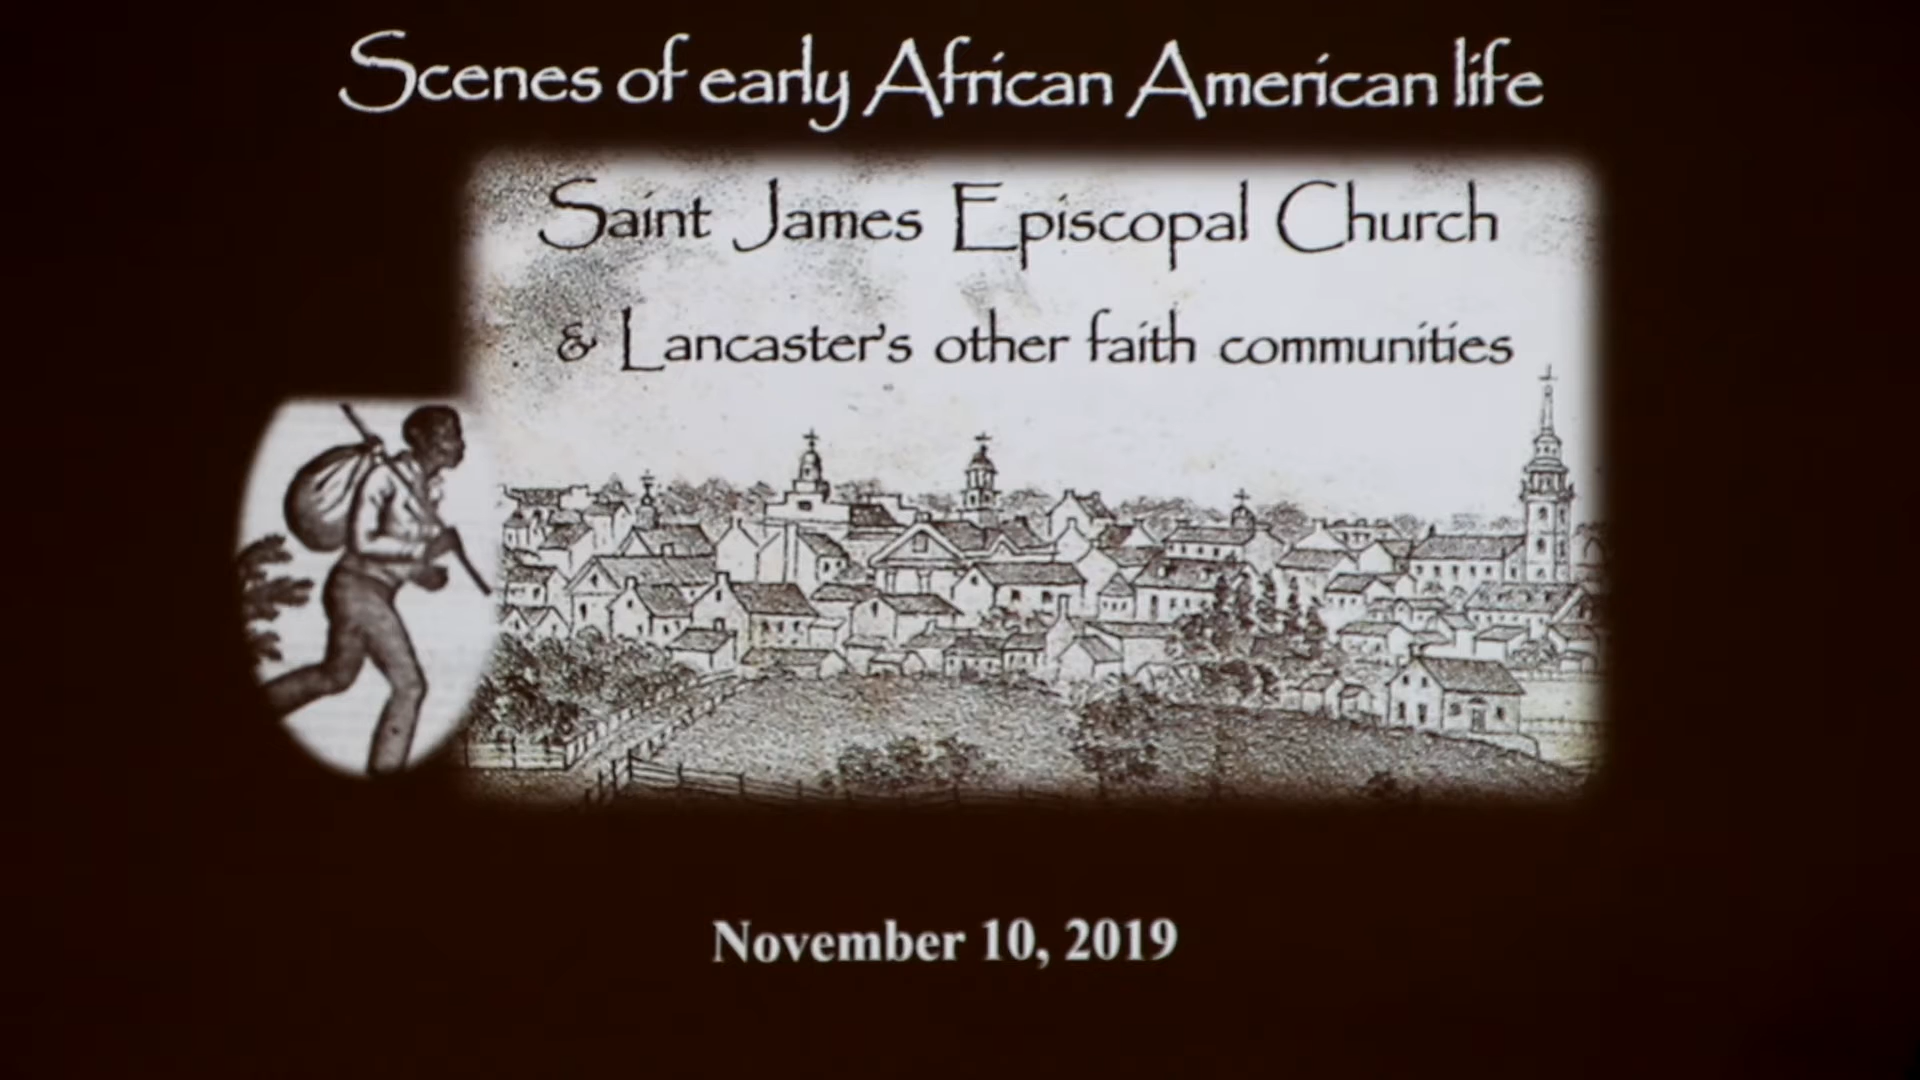 Scenes of early African American life
Saint James Episcopal Church
& Lancaster's other faith communities
November 10, 2019